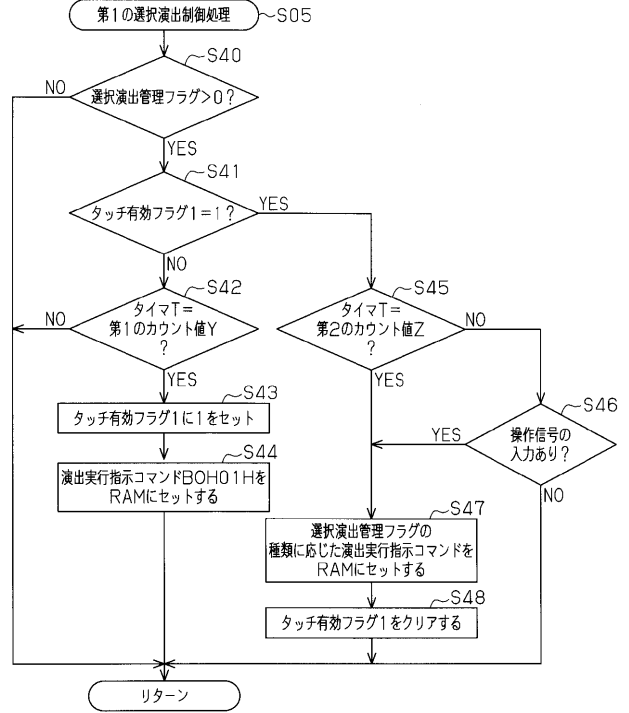 第1の選択演出制御処理
S05
S40
選択演出管理フラグ>0?
NO
YES
S41
タッチ有効フラグ1=1?
YES
NO
S42
タイマT=
第1のカウント値Y
?
NO
YES
S45
タイマT=
第2のカウント値Z
?
NO
YES
S43
タッチ有効フラグ1に1をセット
S46
操作信号の
入力あり?
YES
NO
S44
演出実行指示コマンドB0H01Hを
RAMにセットする
S47
選択演出管理フラグの
種類に応じた演出実行指示コマンドを
RAMにセットする
S48
タッチ有効フラグ1をクリアする
リターン